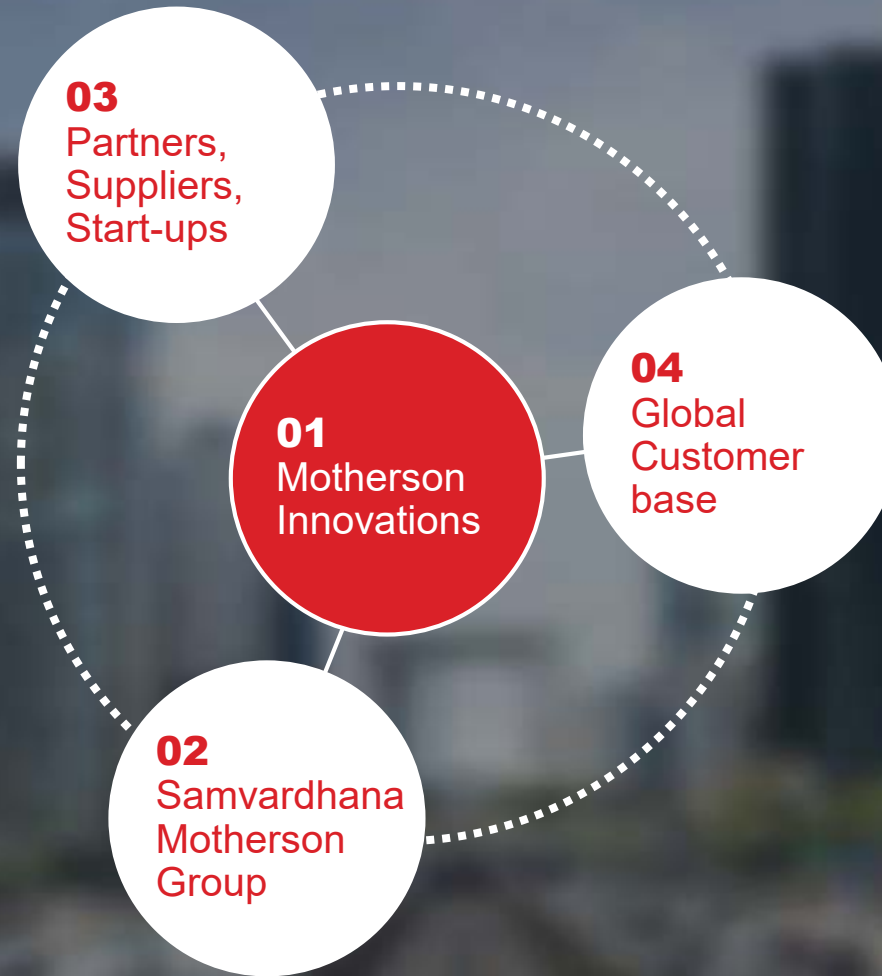 03
Partners,
Suppliers,
Start-ups
04
Global
Customer
base
01
Motherson
Innovations
02
Samvardhana
Motherson
Group